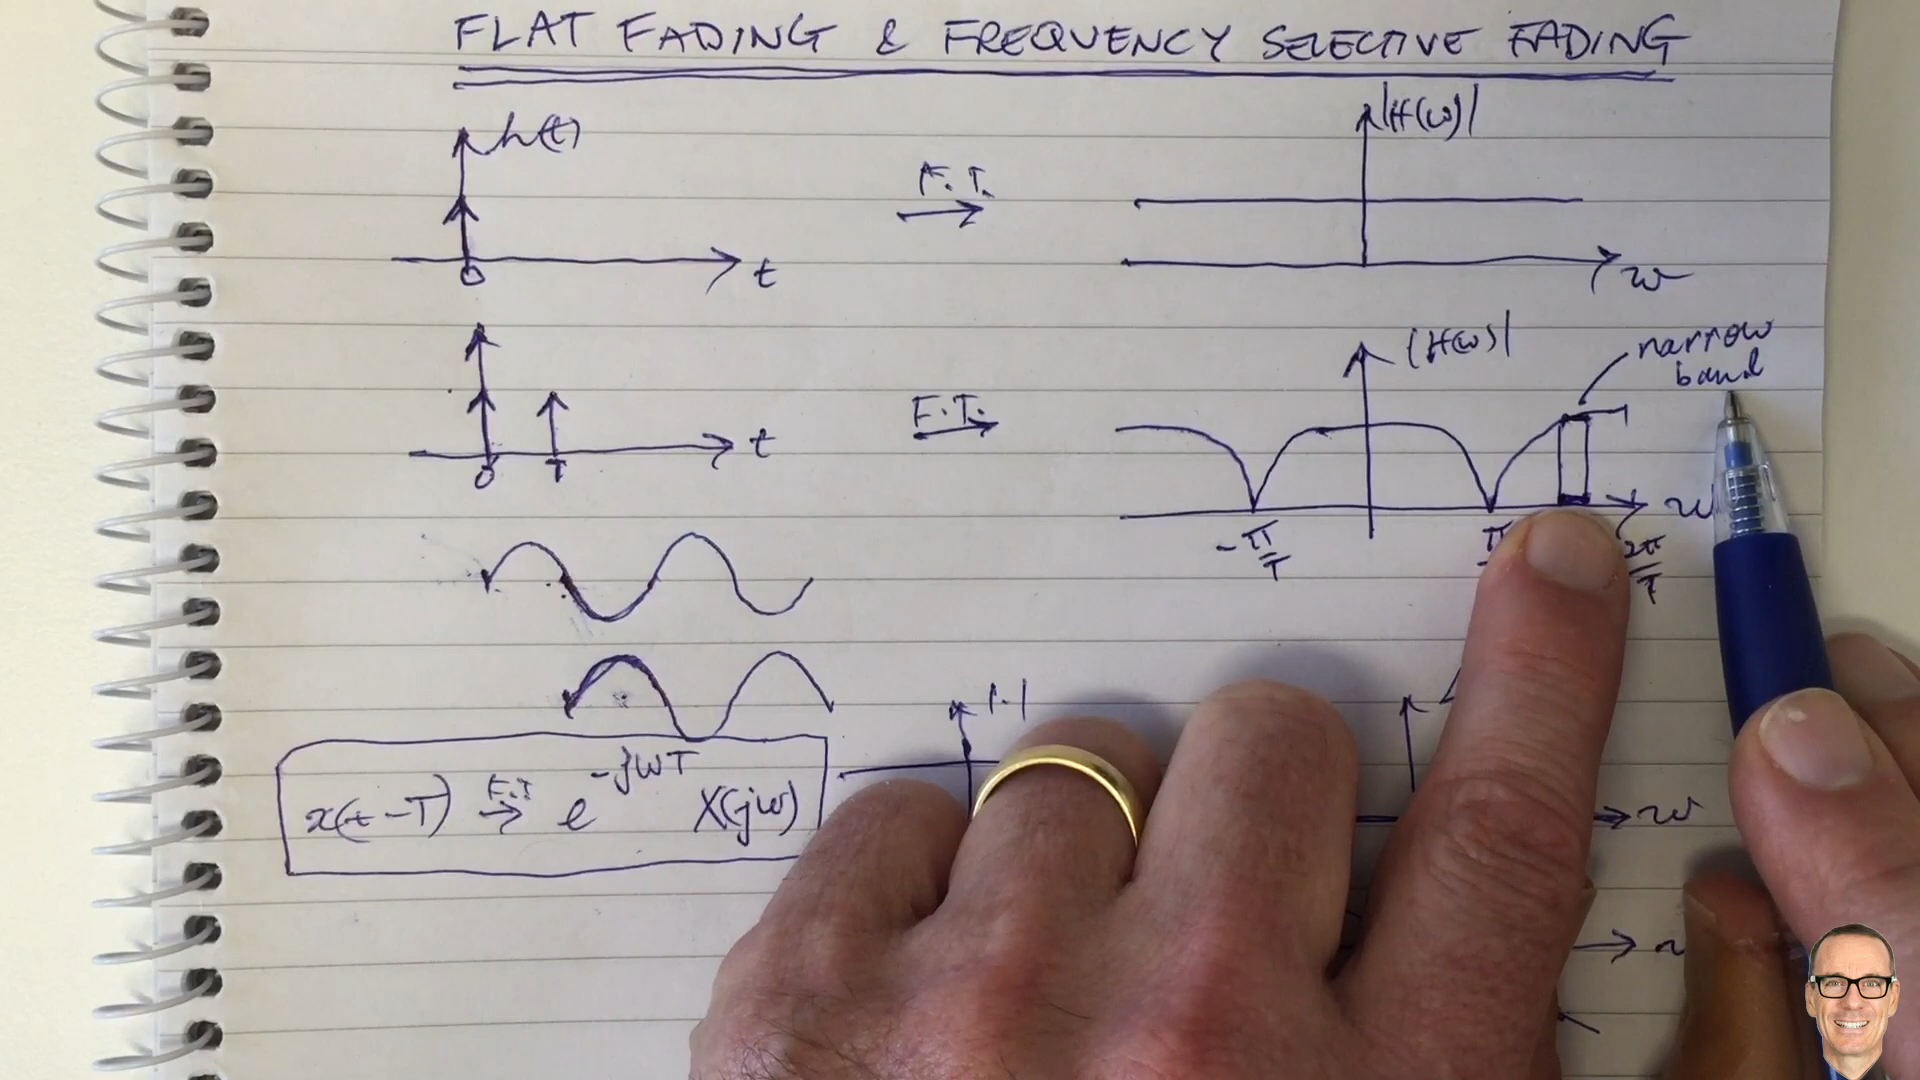 FLAT FADING & FREQUENCY SELECTIVE FADING
h(t)
|H(ω)|
F.T.
0
t
ω
|H(ω)|
narrow
band
F.T.
0
T
t
-π/T
π
2π/T
ω
|·|
x(t-T) F.T → e^-jωT X(jω)
ω